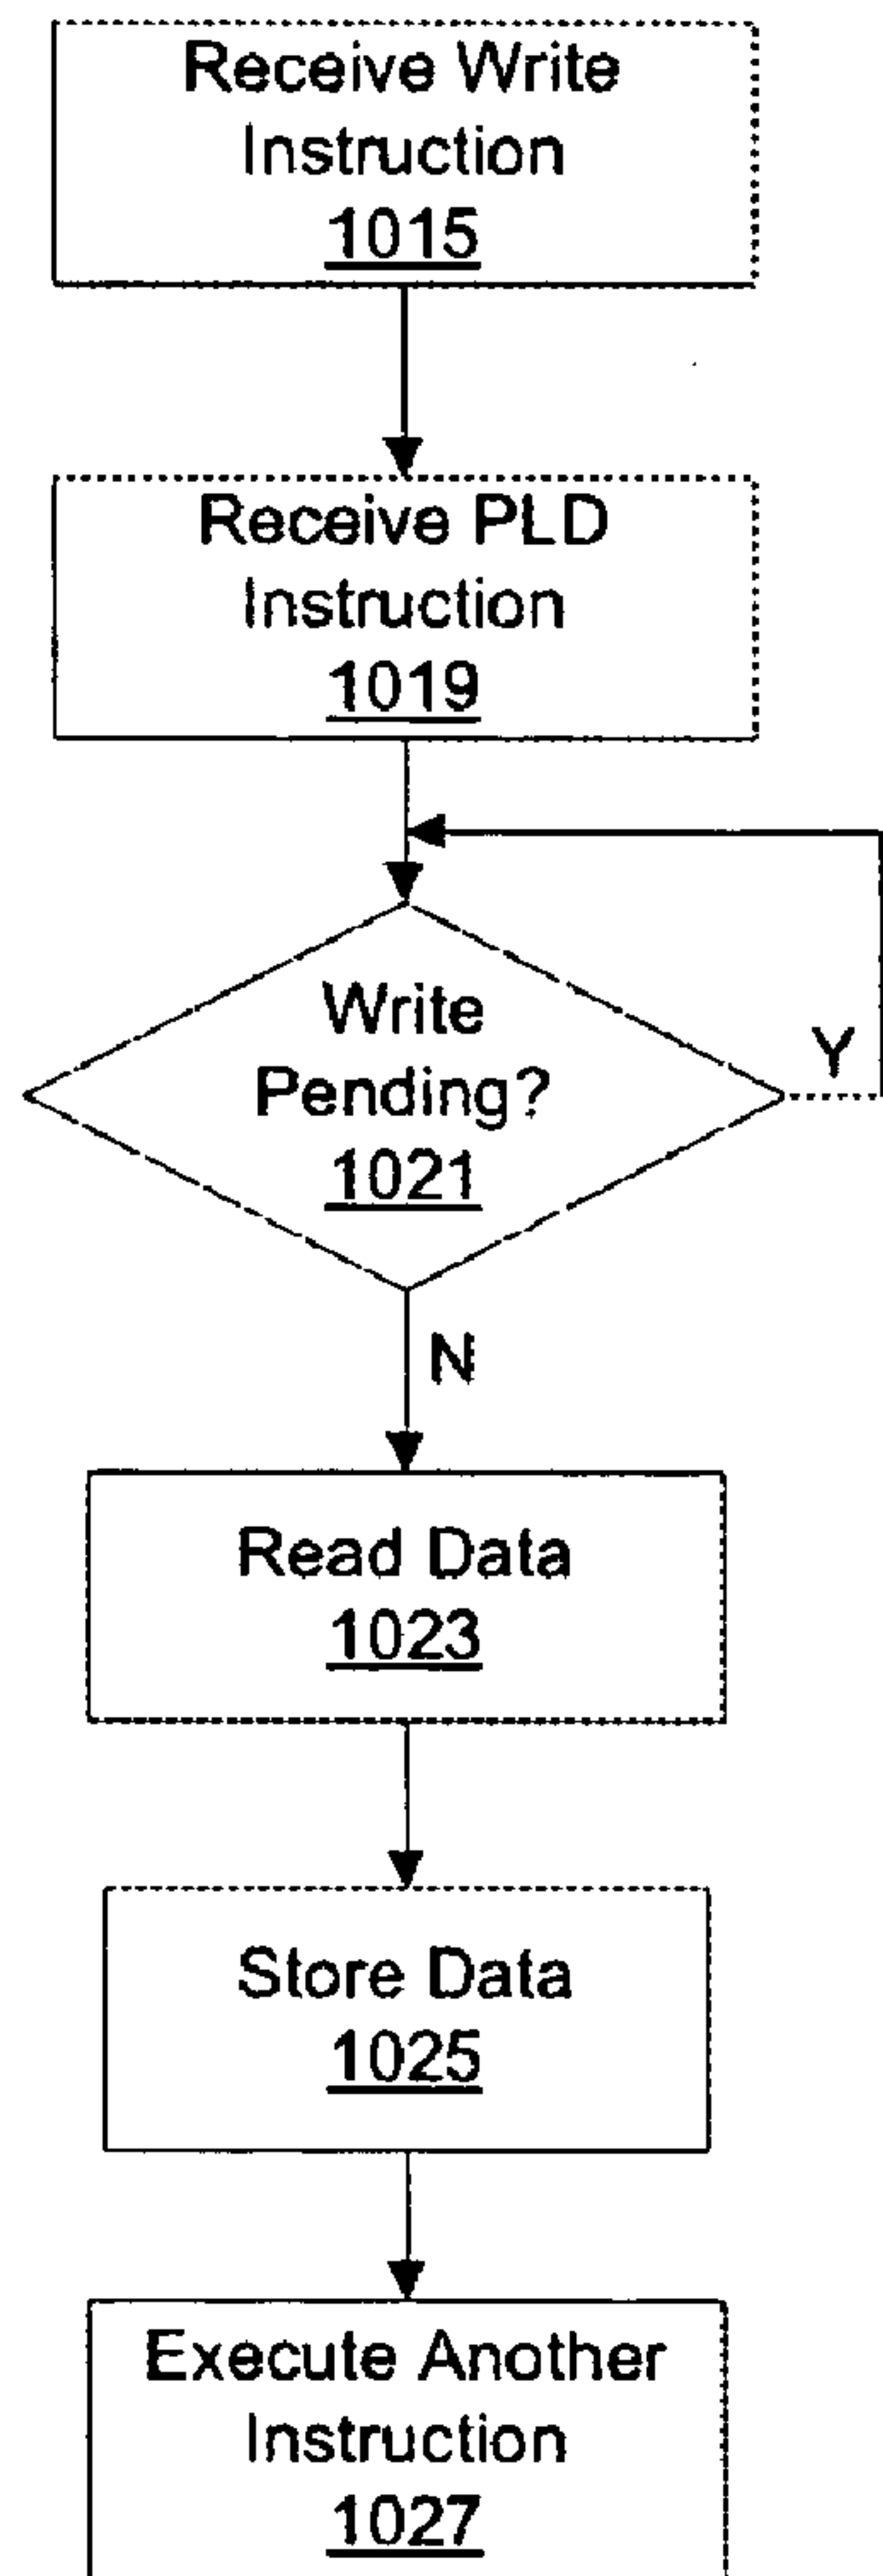 Receive Write
Instruction
1015
Receive PLD
Instruction
1019
Write
Pending?
1021
Y
N
Read Data
1023
Store Data
1025
Execute Another
Instruction
1027